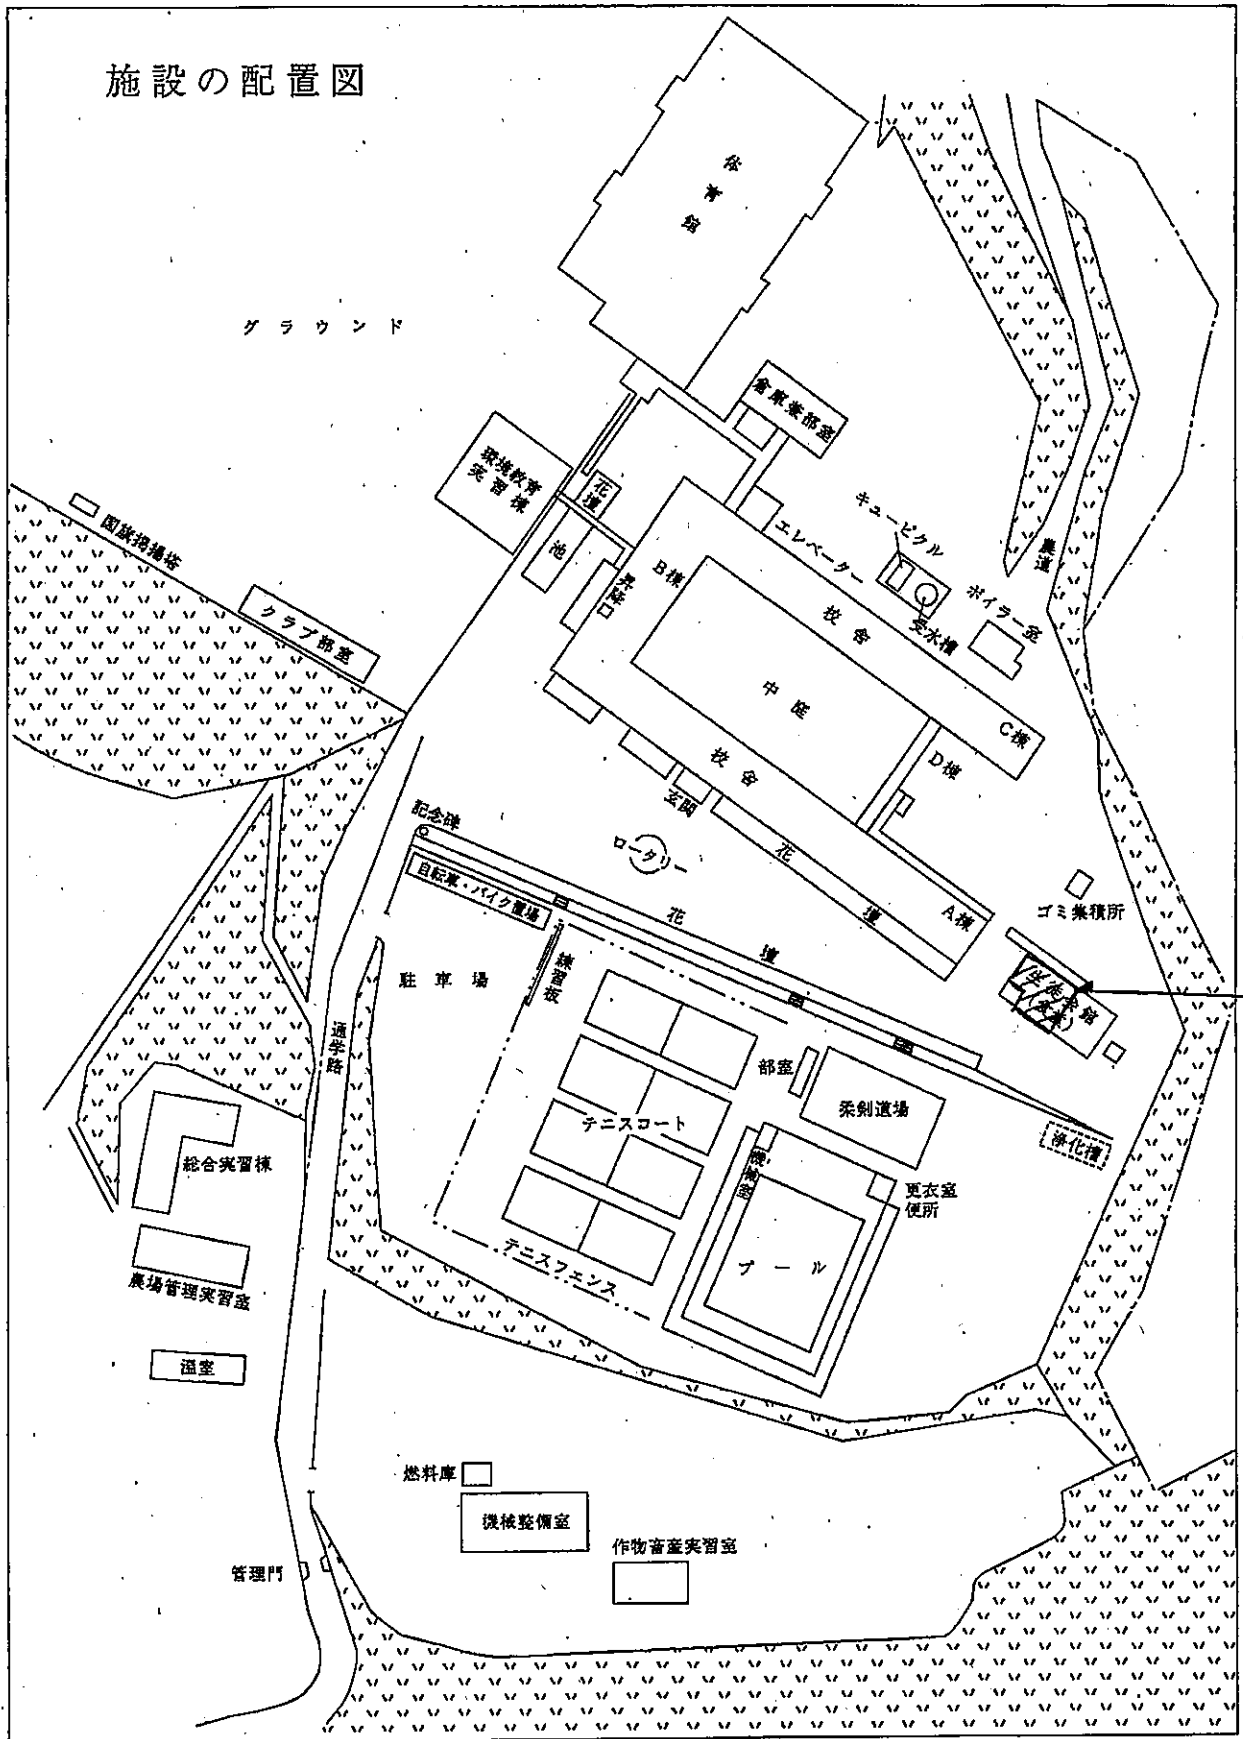 施設の配置図
体育館
グラウンド
倉庫兼部室
環境教育
実習棟
花壇
池
国旗掲揚塔
クラブ部室
昇降口
B棟
エレベーター
キュービクル
受水槽
ボイラー室
農道
校舎
中庭
校舎
C棟
D棟
玄関
花壇
A棟
記念碑
ロータリー
自転車・バイク置場
花壇
ゴミ集積所
生徒会館
駐車場
練習板
通学路
部室
柔剣道場
テニスコート
浄化槽
機械室
更衣室
便所
プール
テニスフェンス
総合実習棟
農場管理実習室
温室
燃料庫
機械整備室
作物畜産実習室
管理門